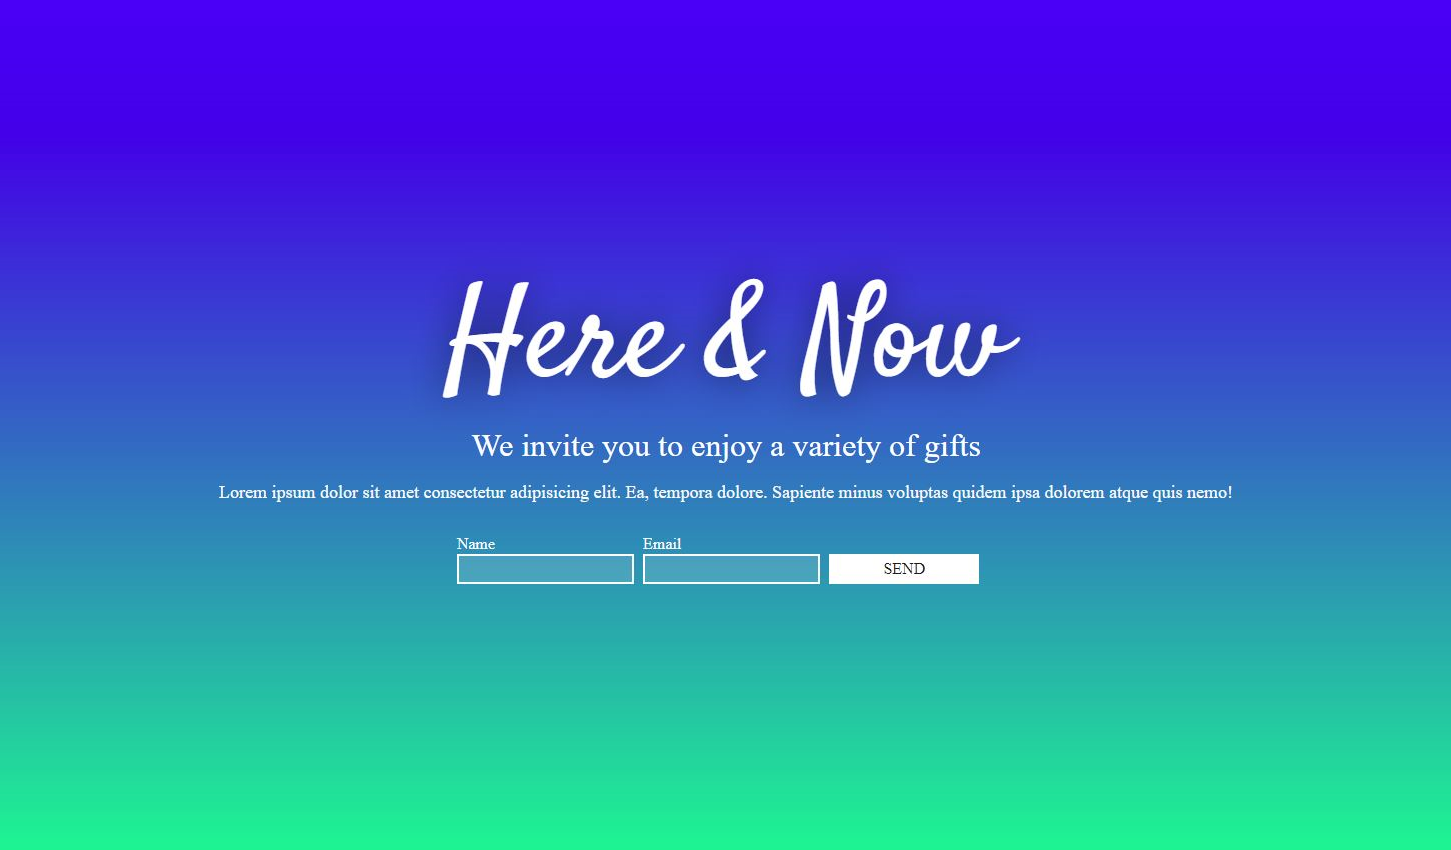 Here & Now
We invite you to enjoy a variety of gifts
Lorem ipsum dolor sit amet consectetur adipisicing elit. Ea, tempora dolore. Sapiente minus voluptas quidem ipsa dolorem atque quis nemo!
Name Email
SEND